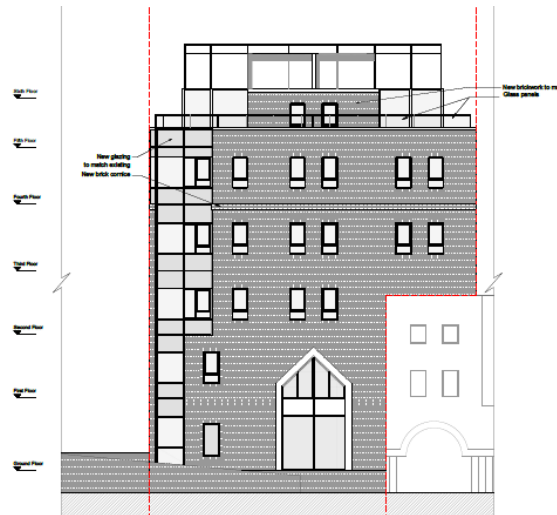 Sixth Floor
New brickwork to m
Glass panels
Fifth Floor
New glazing
to match existing
New brick cornice
Fourth Floor
Third Floor
Second Floor
First Floor
Ground Floor